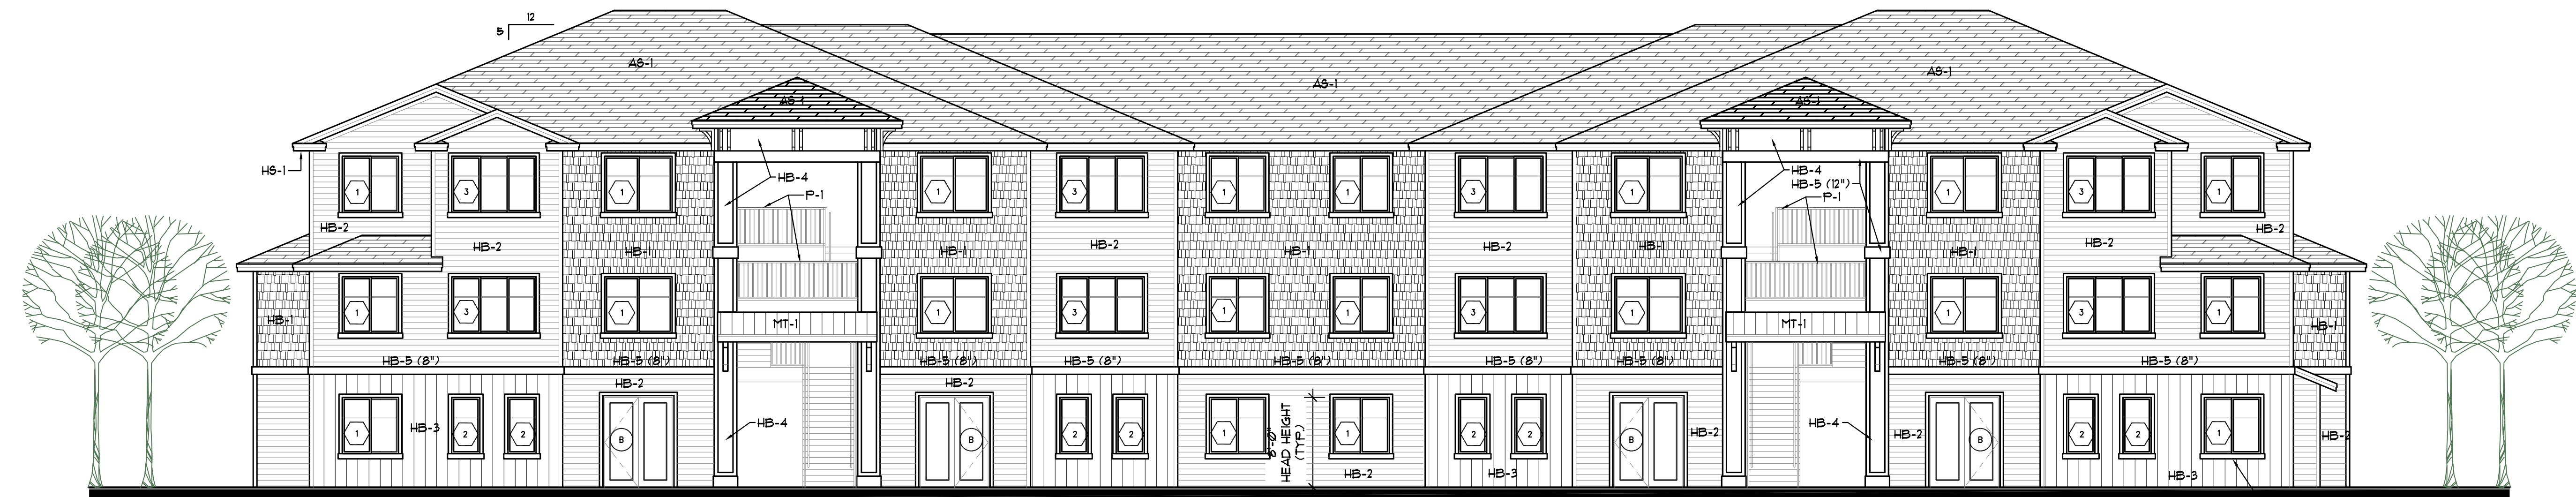 12
5
AS-1
AS-1
AS-1
AS-1
AS-1
HS-1
1
3
1
1
3
1
1
3
1
1
3
1
HB-4
P-1
HB-4
HB-5 (12")
P-1
HB-2
HB-2
HB-1
HB-1
HB-2
HB-1
HB-2
HB-1
HB-1
HB-2
HB-2
1
3
1
1
3
1
1
3
1
1
3
1
HB-1
MT-1
MT-1
HB-1
HB-5 (8")
HB-5 (8")
HB-5 (8")
HB-5 (8")
HB-5 (8")
HB-5 (8")
HB-5 (8")
HB-5 (8")
HB-5 (8")
HB-2
HB-2
1
HB-3
2
2
B
HB-4
B
2
2
1
8'-0"
HEAD HEIGHT
(TYP.)
1
HB-2
2
2
HB-3
B
HB-2
HB-4
HB-2
B
2
2
1
HB-3
HB-2